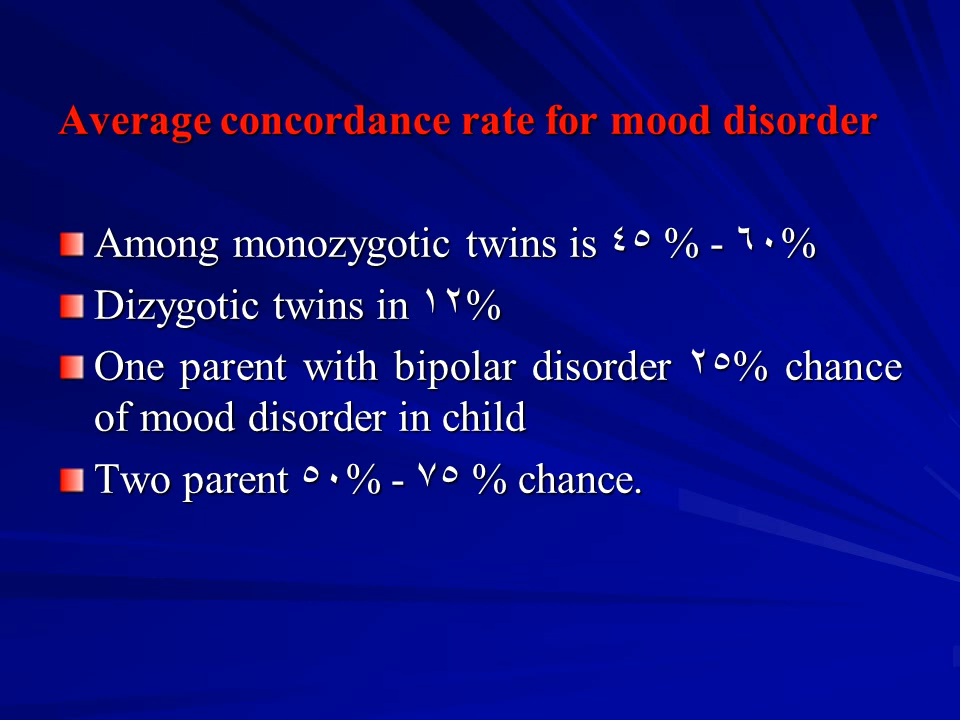 Average concordance rate for mood disorder
Among monozygotic twins is ٤٥ % - ٦٠%
Dizygotic twins in ١٢%
One parent with bipolar disorder ٢٥% chance
of mood disorder in child
Two parent ٥٠% - ٧٥ % chance.